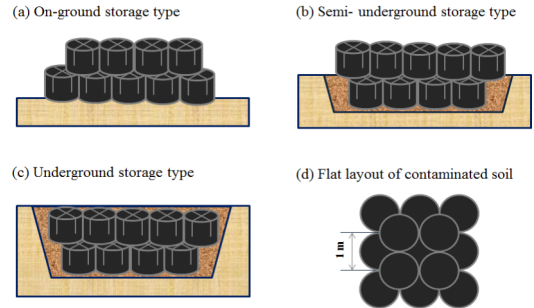 (a) On-ground storage type
(b) Semi- underground storage type
(c) Underground storage type
(d) Flat layout of contaminated soil
1 m